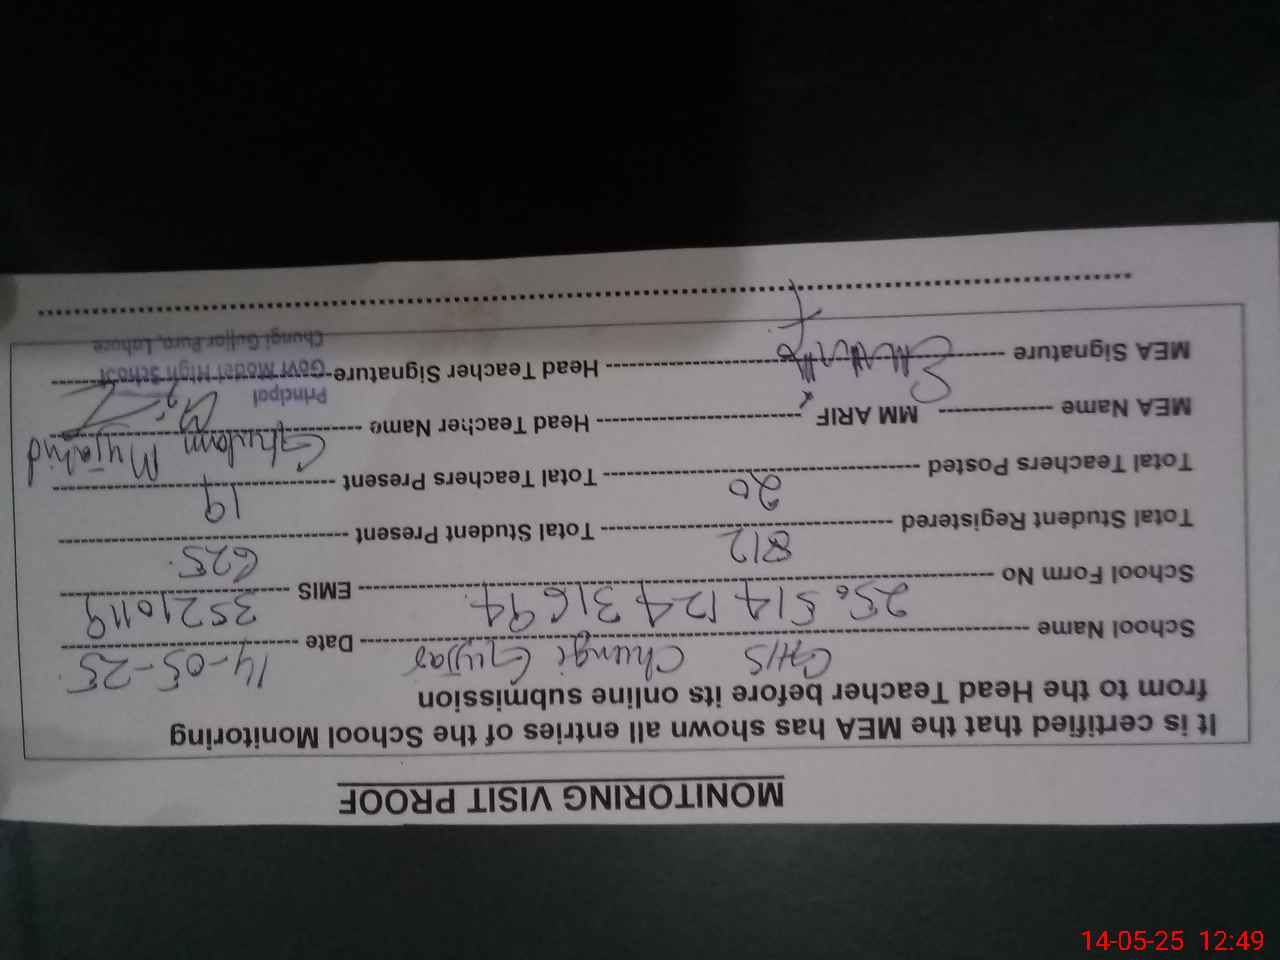 MONITORING VISIT PROOF
It is certified that the MEA has shown all entries of the School Monitoring
from to the Head Teacher before its online submission
School Name GHS Chungi Gujjar Date 14-05-25
School Form No 25051412431694 EMIS 35210119
Total Student Registered 812 Total Student Present 625
Total Teachers Posted 20 Total Teachers Present 19
MEA Name MM ARIF Head Teacher Name Ghulam Mujahid
MEA Signature Head Teacher Signature
Principal
Govt Model High School
Chungi Gujjar Pura, Lahore
14-05-25 12:49